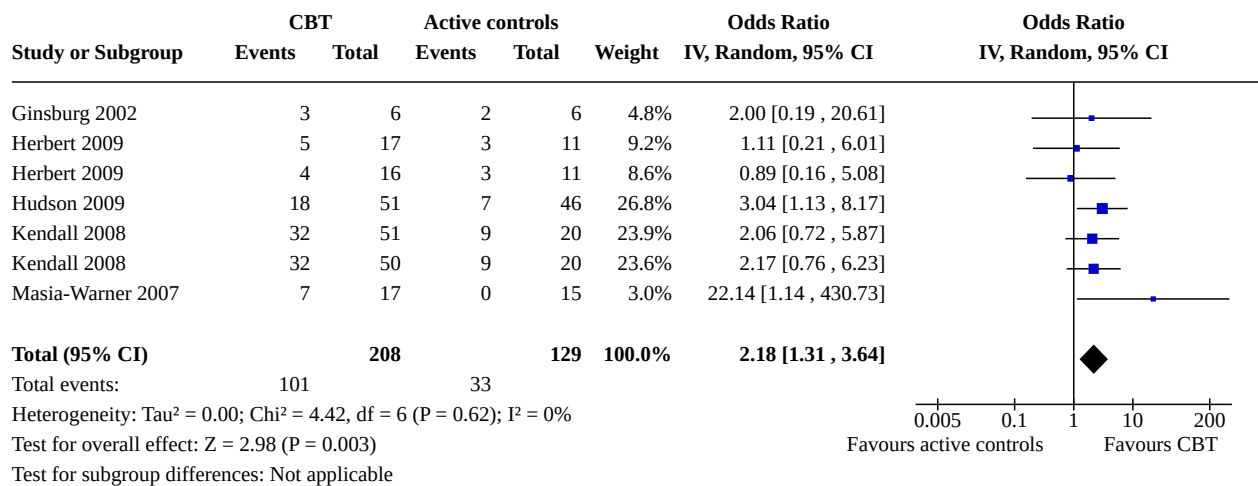 CBT Active controls Odds Ratio Odds Ratio
Study or Subgroup Events Total Events Total Weight IV, Random, 95% CI IV, Random, 95% CI
Ginsburg 2002 3 6 2 6 4.8% 2.00 [0.19 , 20.61]
Herbert 2009 5 17 3 11 9.2% 1.11 [0.21 , 6.01]
Herbert 2009 4 16 3 11 8.6% 0.89 [0.16 , 5.08]
Hudson 2009 18 51 7 46 26.8% 3.04 [1.13 , 8.17]
Kendall 2008 32 51 9 20 23.9% 2.06 [0.72 , 5.87]
Kendall 2008 32 50 9 20 23.6% 2.17 [0.76 , 6.23]
Masia-Warner 2007 7 17 0 15 3.0% 22.14 [1.14 , 430.73]
Total (95% CI) 208 129 100.0% 2.18 [1.31 , 3.64]
Total events: 101 33
Heterogeneity: Tau² = 0.00; Chi² = 4.42, df = 6 (P = 0.62); I² = 0%
0.005 0.1 1 10 200
Test for overall effect: Z = 2.98 (P = 0.003)
Favours active controls Favours CBT
Test for subgroup differences: Not applicable